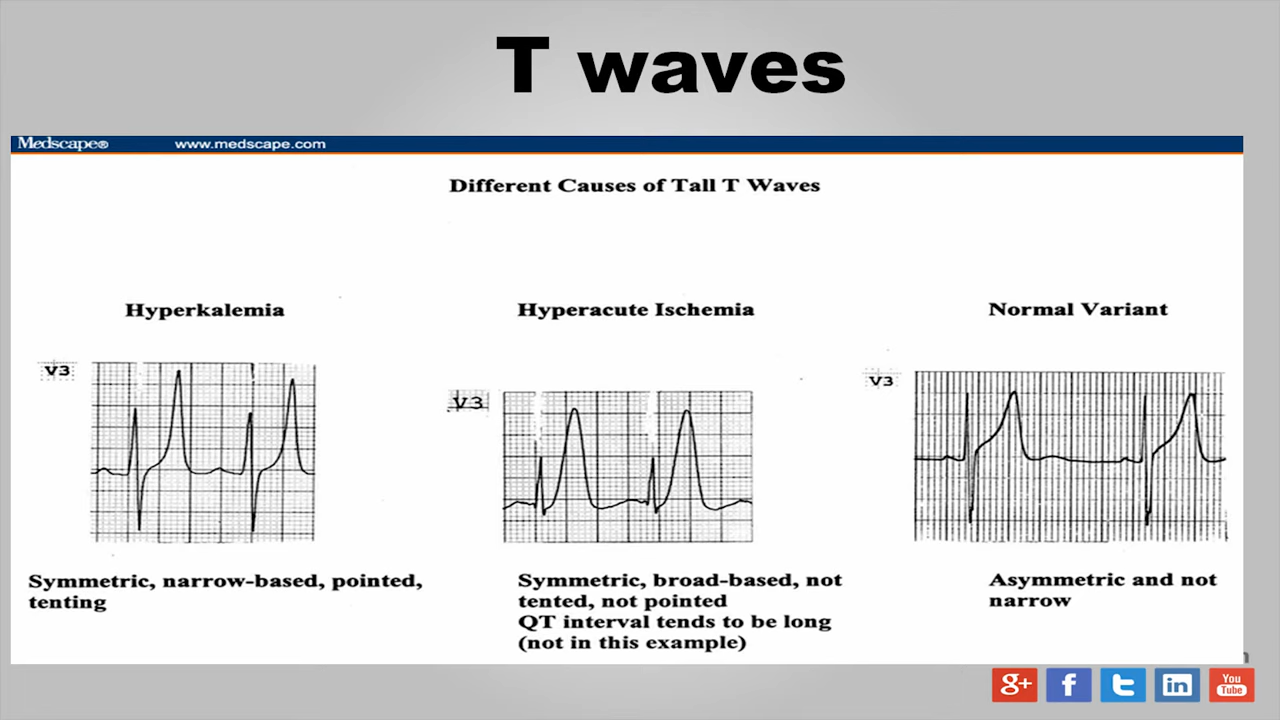 T waves
Medscape® www.medscape.com
Different Causes of Tall T Waves
Hyperkalemia
Hyperacute Ischemia
Normal Variant
V3
V3
V3
Symmetric, narrow-based, pointed,
tenting
Symmetric, broad-based, not
tented, not pointed
QT interval tends to be long
(not in this example)
Asymmetric and not
narrow
g+ f in You
Tube